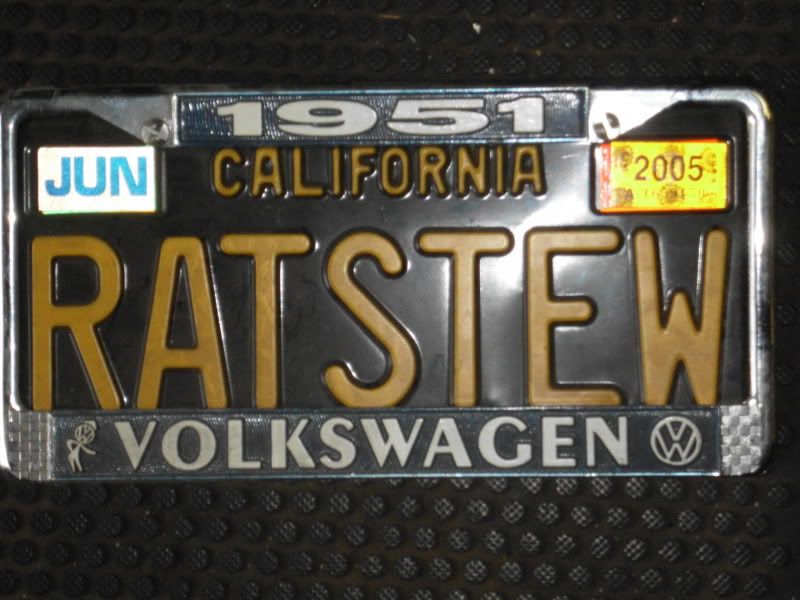 1951
JUN CALIFORNIA 2005
RATSTEW
VOLKSWAGEN